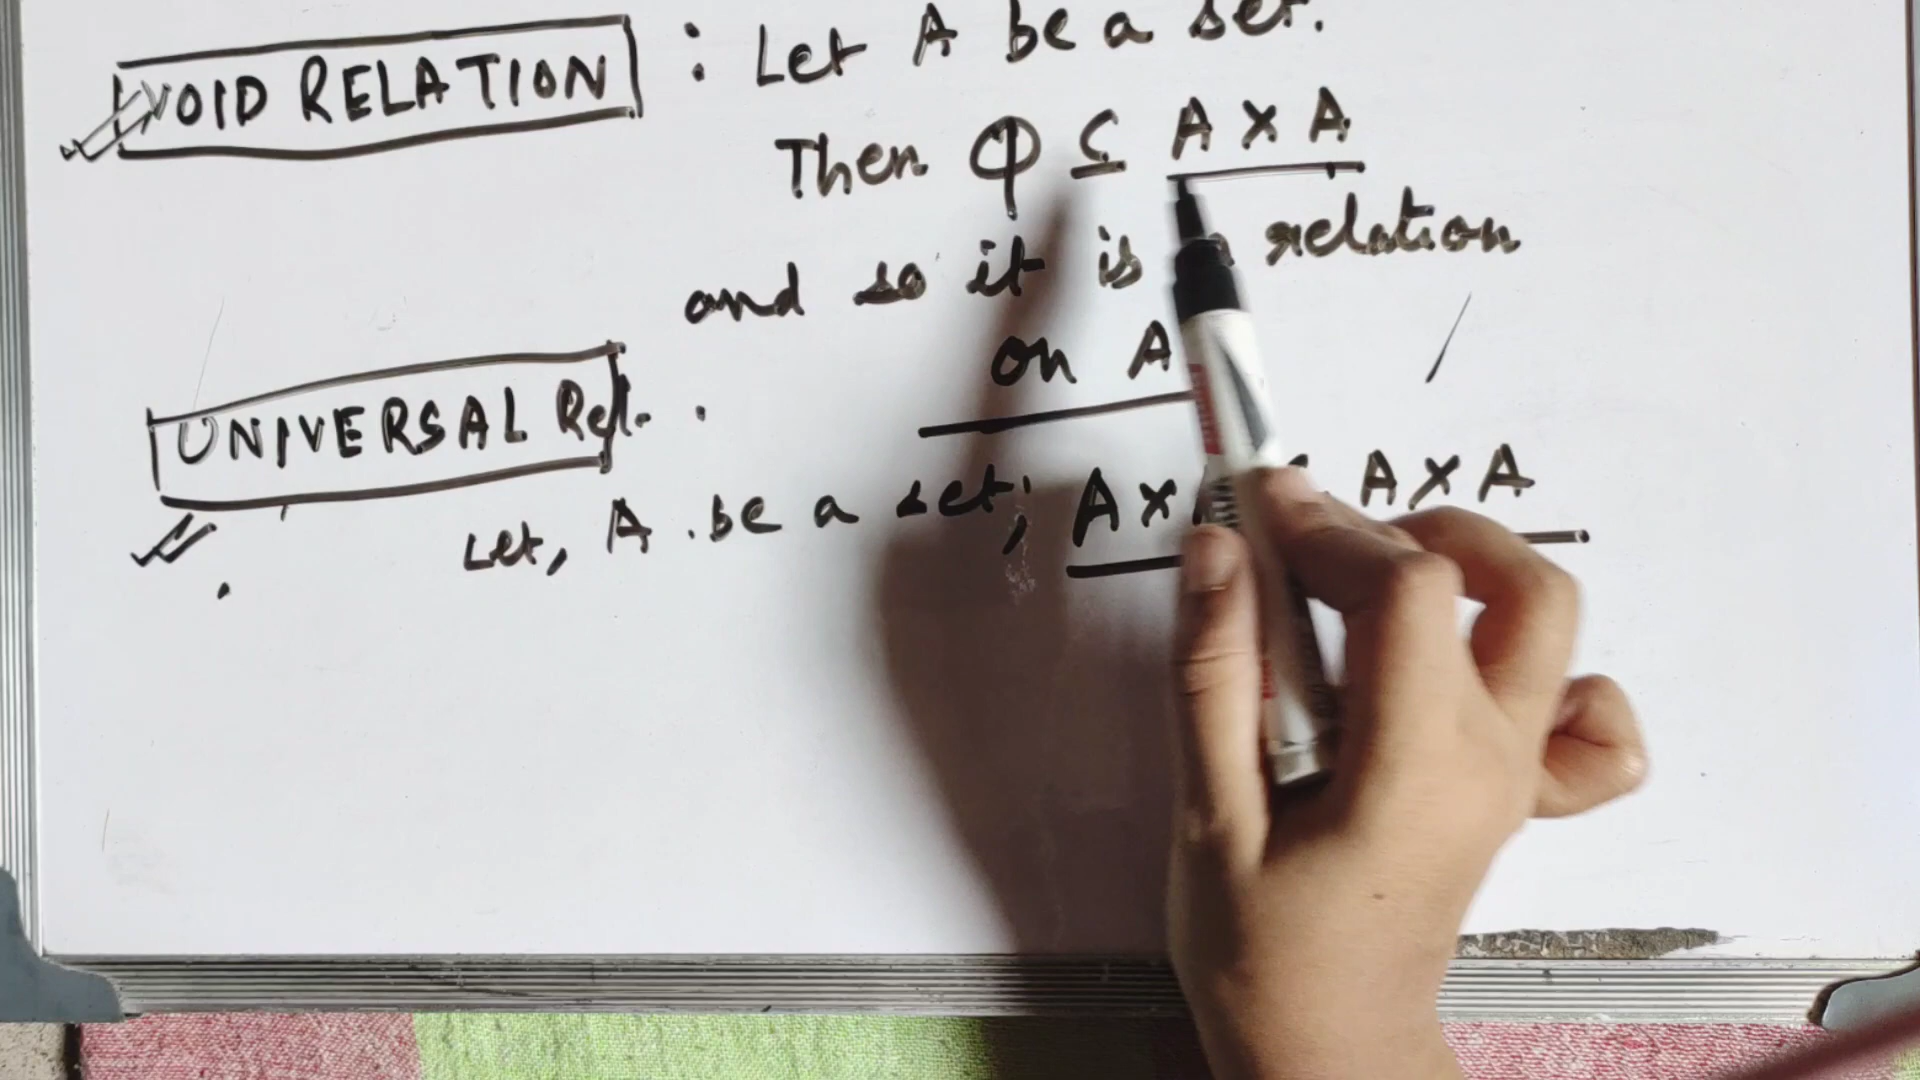 VOID RELATION : Let A be a set.
Then φ ⊆ A × A
and so it is relation
on A
UNIVERSAL Rel.
Let, A be a set; A × A × A